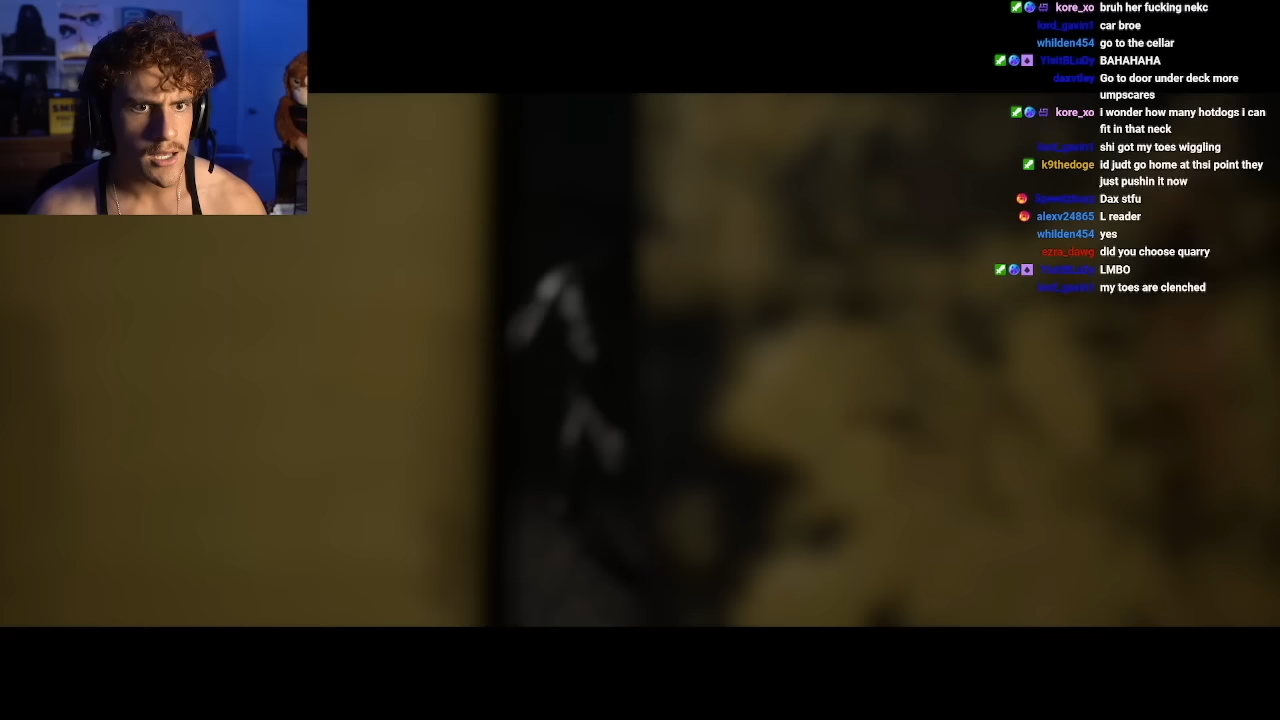 kore_xo bruh her fucking nekc
lord_gavin1 car broe
whilden454 go to the cellar
BAHAHAHA
Go to door under deck more
umpscares
kore_xo i wonder how many hotdogs i can
fit in that neck
shi got my toes wiggling
k9thedoge id judt go home at thsi point they
just pushin it now
Dax stfu
alexv24865 L reader
whilden454 yes
ezra_dawg did you choose quarry
LMBO
my toes are clenched